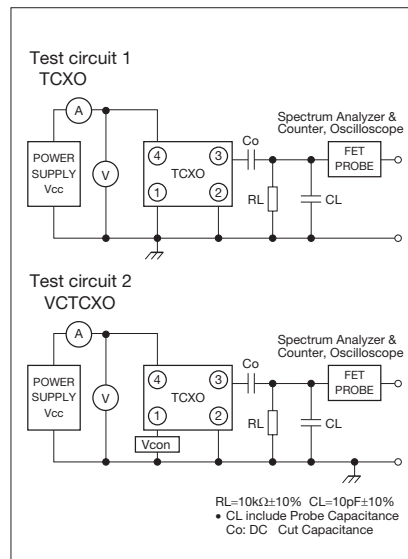 Test circuit 1
TCXO
A
Spectrum Analyzer &
Counter, Oscilloscope
POWER
SUPPLY
Vcc
V
4
3
TCXO
1
2
Co
RL
CL
FET
PROBE
Test circuit 2
VCTCXO
A
Spectrum Analyzer &
Counter, Oscilloscope
POWER
SUPPLY
Vcc
V
4
3
TCXO
1
2
Vcon
Co
RL
CL
FET
PROBE
RL=10kΩ±10% CL=10pF±10%
• CL include Probe Capacitance
Co: DC Cut Capacitance